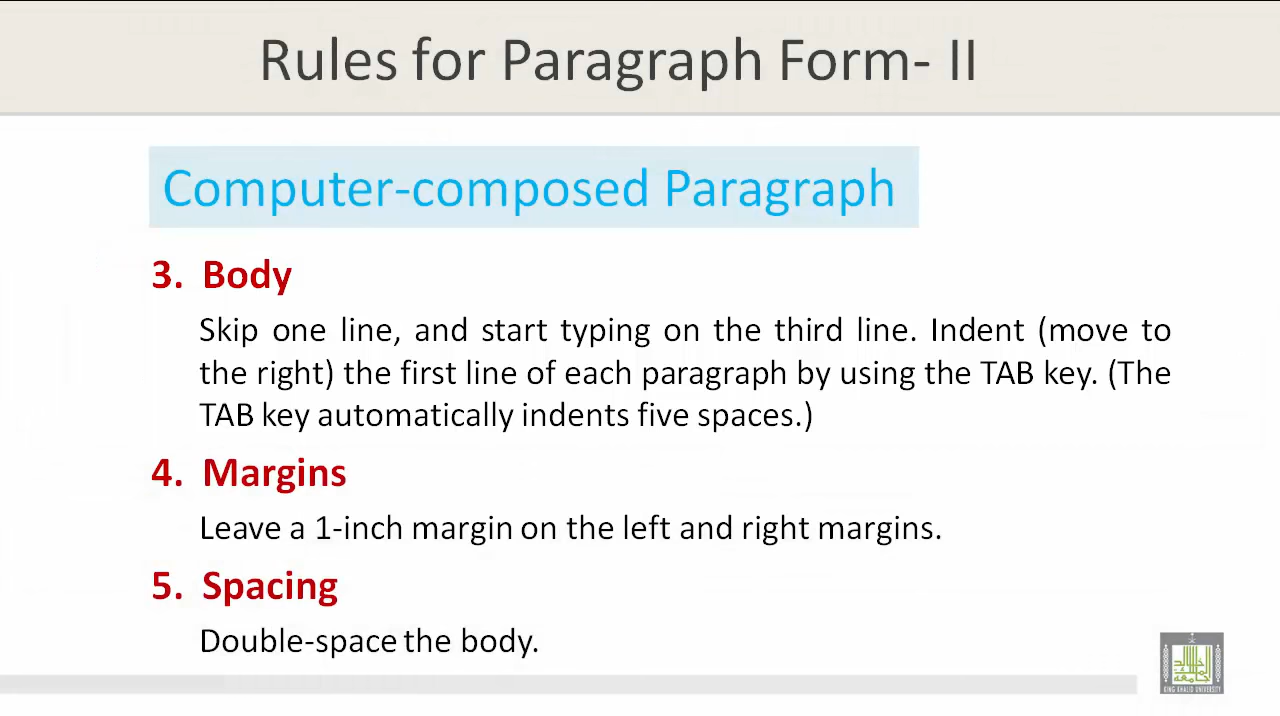 Rules for Paragraph Form- II
Computer-composed Paragraph
3. Body
Skip one line, and start typing on the third line. Indent (move to
the right) the first line of each paragraph by using the TAB key. (The
TAB key automatically indents five spaces.)
4. Margins
Leave a 1-inch margin on the left and right margins.
5. Spacing
Double-space the body.
KING KHALID UNIVERSITY